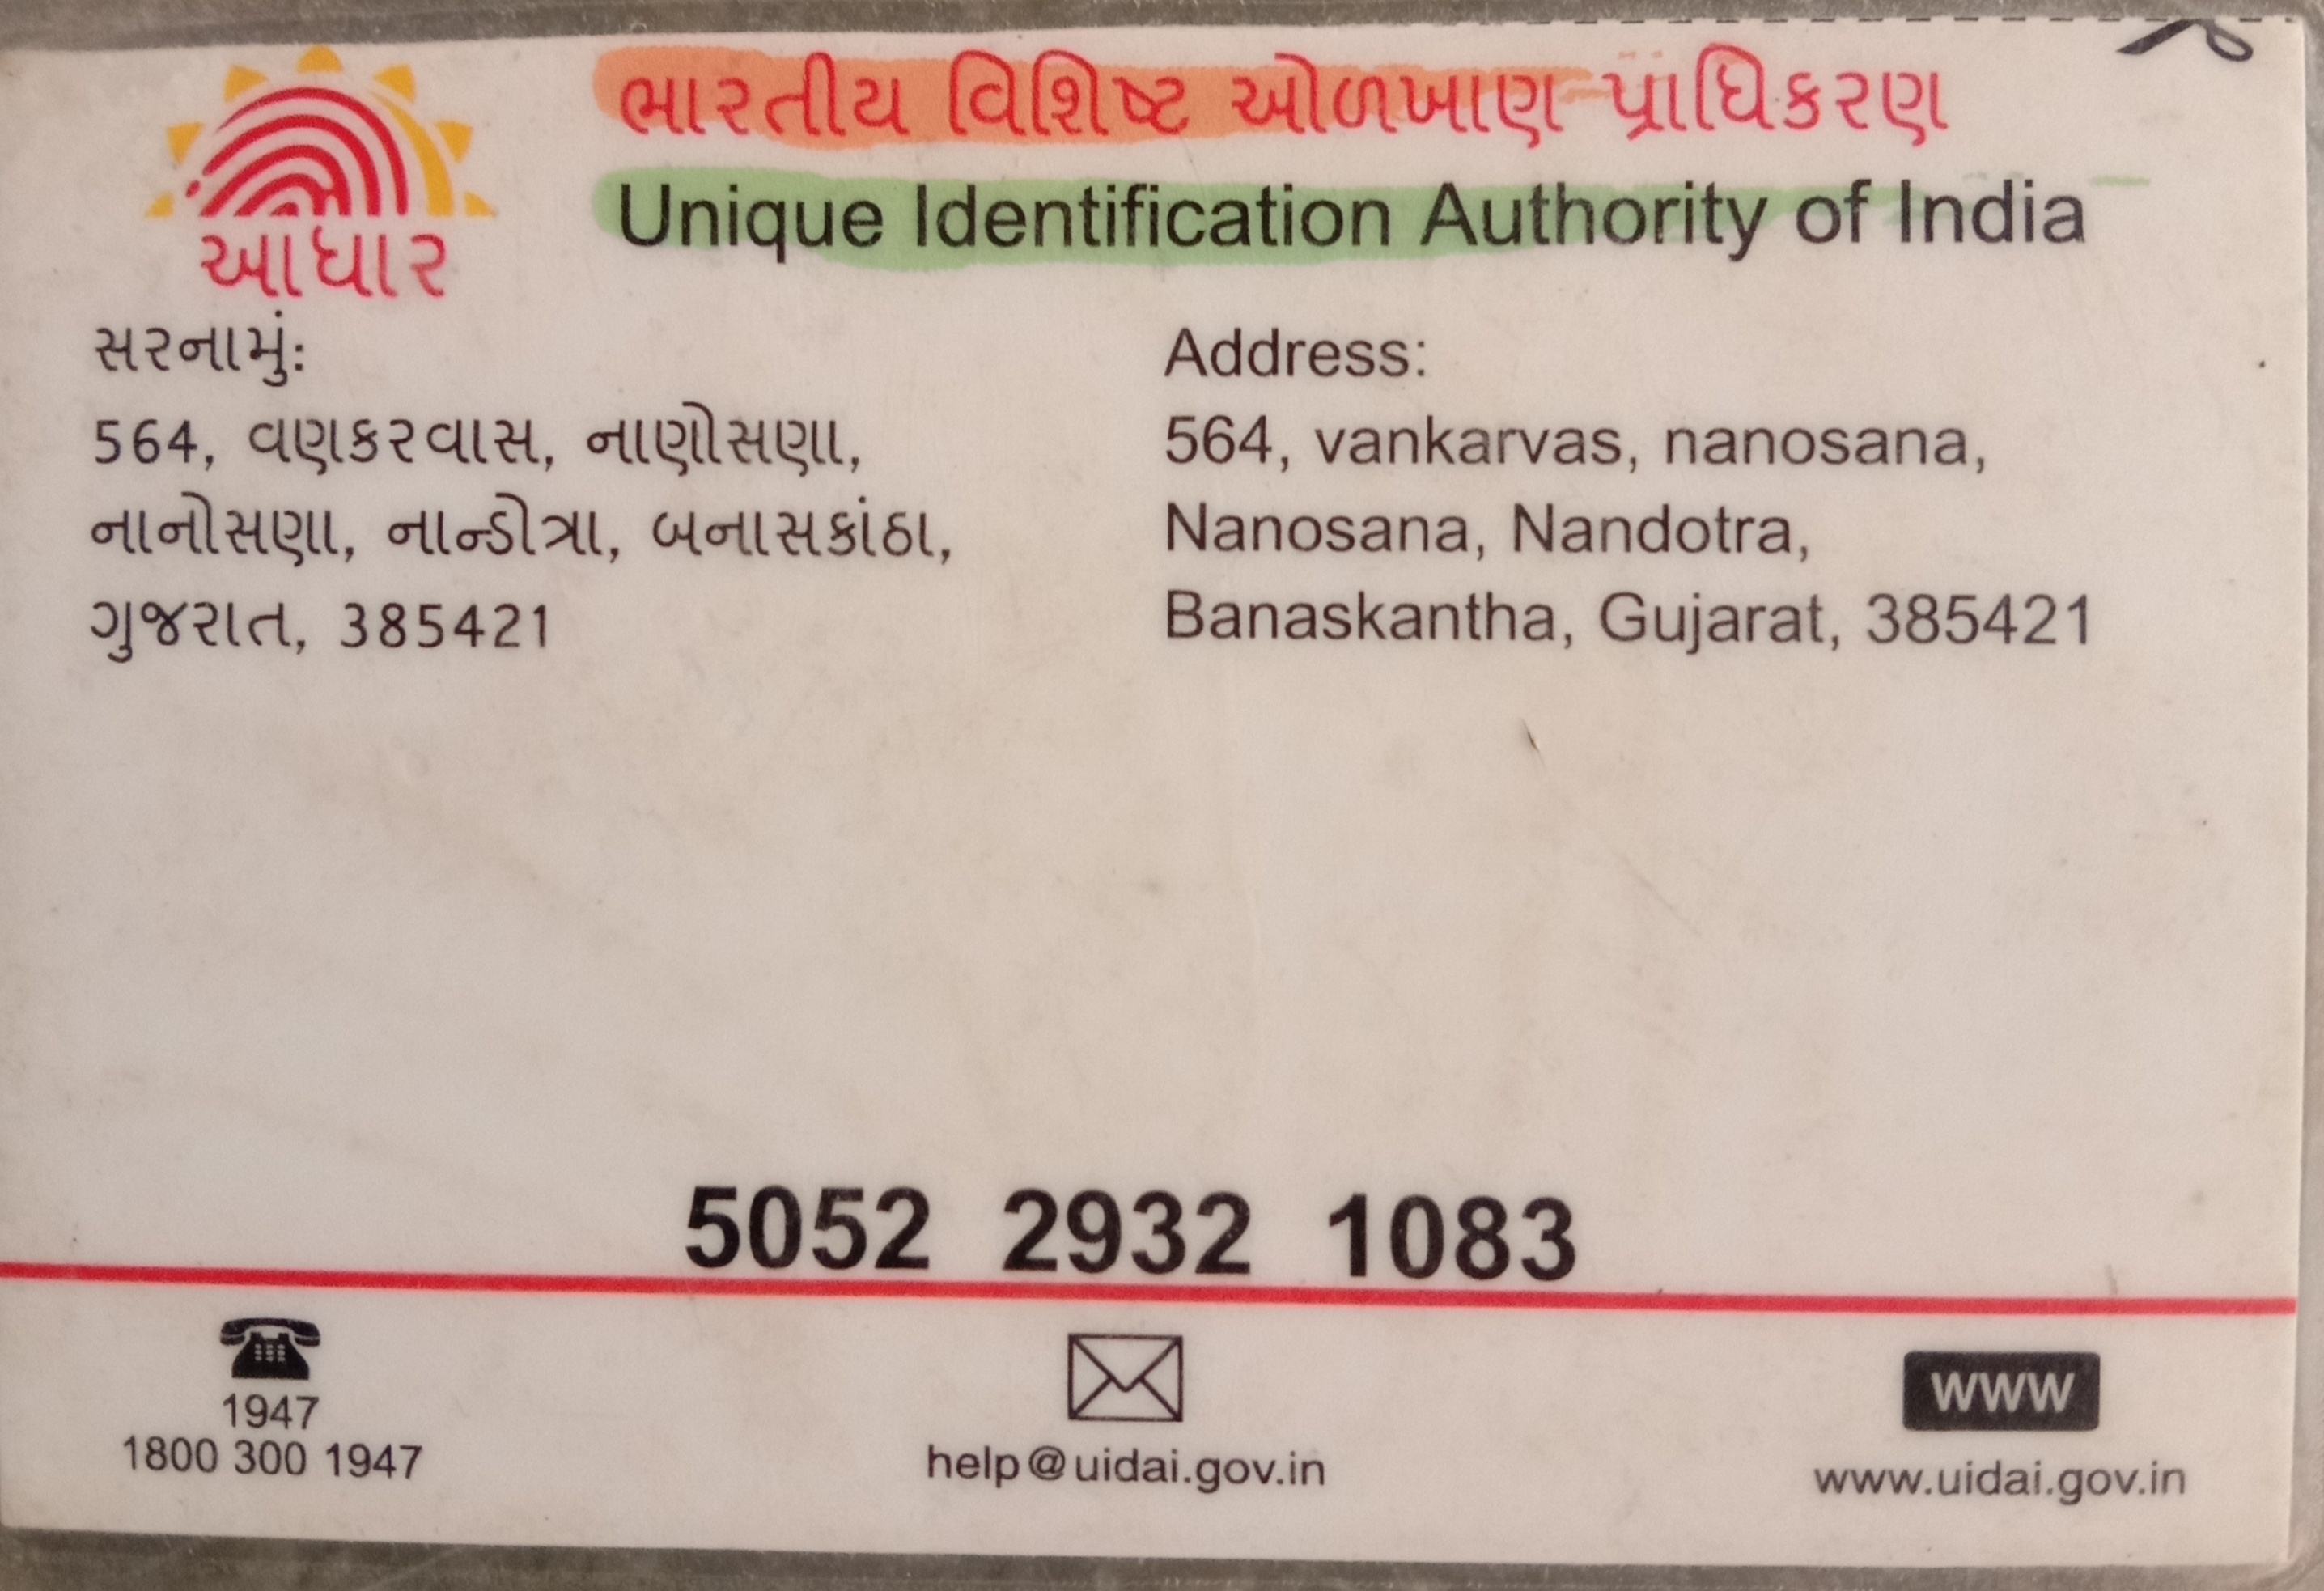 ભારતીય વિશિષ્ટ ઓળખાણ પ્રાધિકરણ
Unique Identification Authority of India
આધાર
સરનામું:
564, વણકરવાસ, નાણોસણા,
નાનોસણા, નાન્ડોત્રા, બનાસકાંઠા,
ગુજરાત, 385421
Address:
564, vankarvas, nanosana,
Nanosana, Nandotra,
Banaskantha, Gujarat, 385421
5052 2932 1083
1947
1800 300 1947
help@uidai.gov.in
www
www.uidai.gov.in